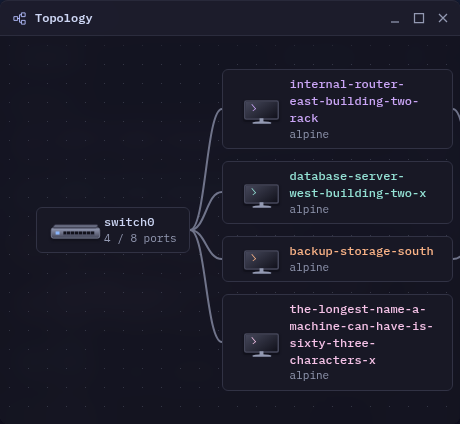 Topology
internal-router-
east-building-two-
rack
alpine
database-server-
west-building-two-x
alpine
switch0
4 / 8 ports
backup-storage-south
alpine
the-longest-name-a-
machine-can-have-is-
sixty-three-
characters-x
alpine